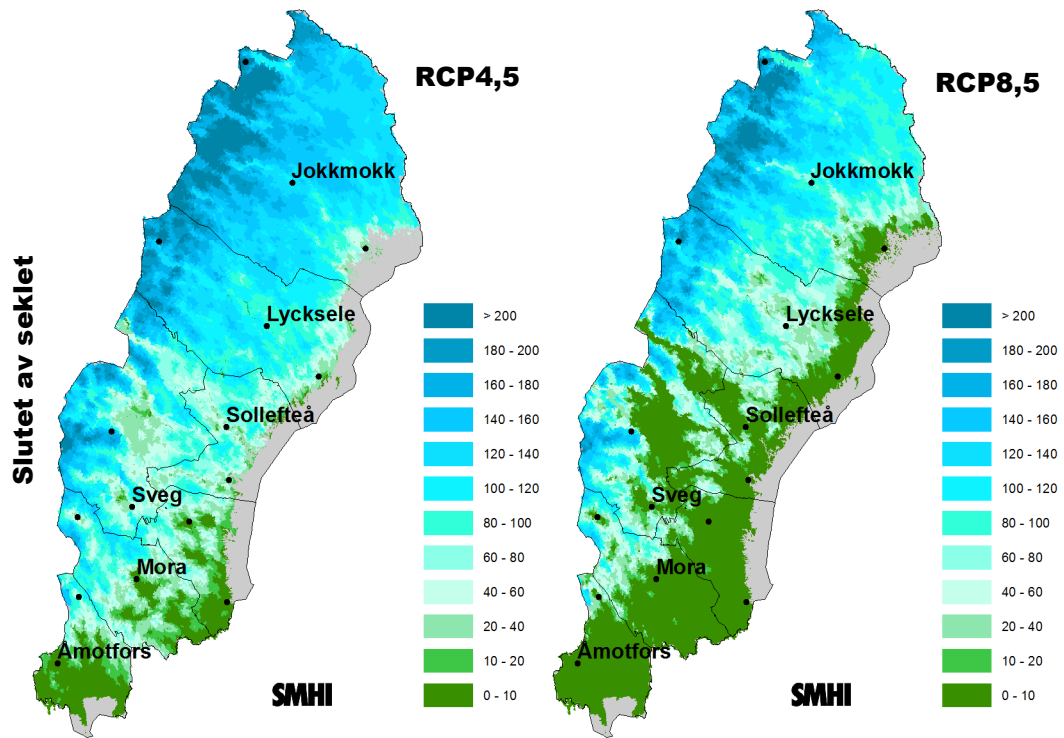 RCP4,5
Jokkmokk
Lycksele
Sollefteå
Sveg
Mora
Åmotfors
Slutet av seklet
> 200
180 - 200
160 - 180
140 - 160
120 - 140
100 - 120
80 - 100
60 - 80
40 - 60
20 - 40
10 - 20
0 - 10
SMHI
RCP8,5
Jokkmokk
Lycksele
Sollefteå
Sveg
Mora
Åmotfors
> 200
180 - 200
160 - 180
140 - 160
120 - 140
100 - 120
80 - 100
60 - 80
40 - 60
20 - 40
10 - 20
0 - 10
SMHI